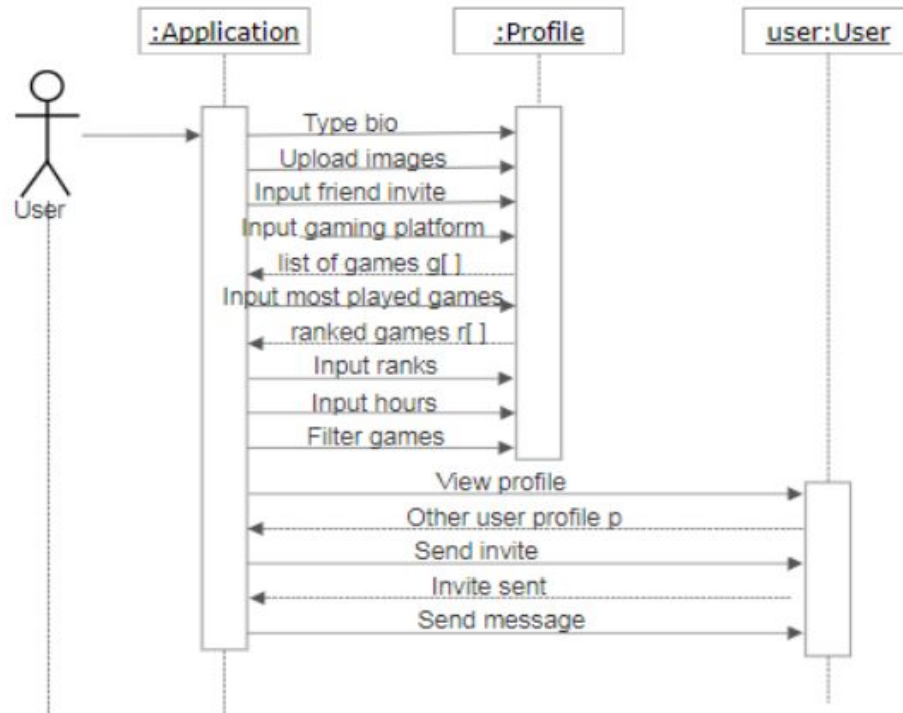 :Application
:Profile
user:User
User
Type bio
Upload images
Input friend invite
Input gaming platform
list of games g[ ]
Input most played games
ranked games r[ ]
Input ranks
Input hours
Filter games
View profile
Other user profile p
Send invite
Invite sent
Send message